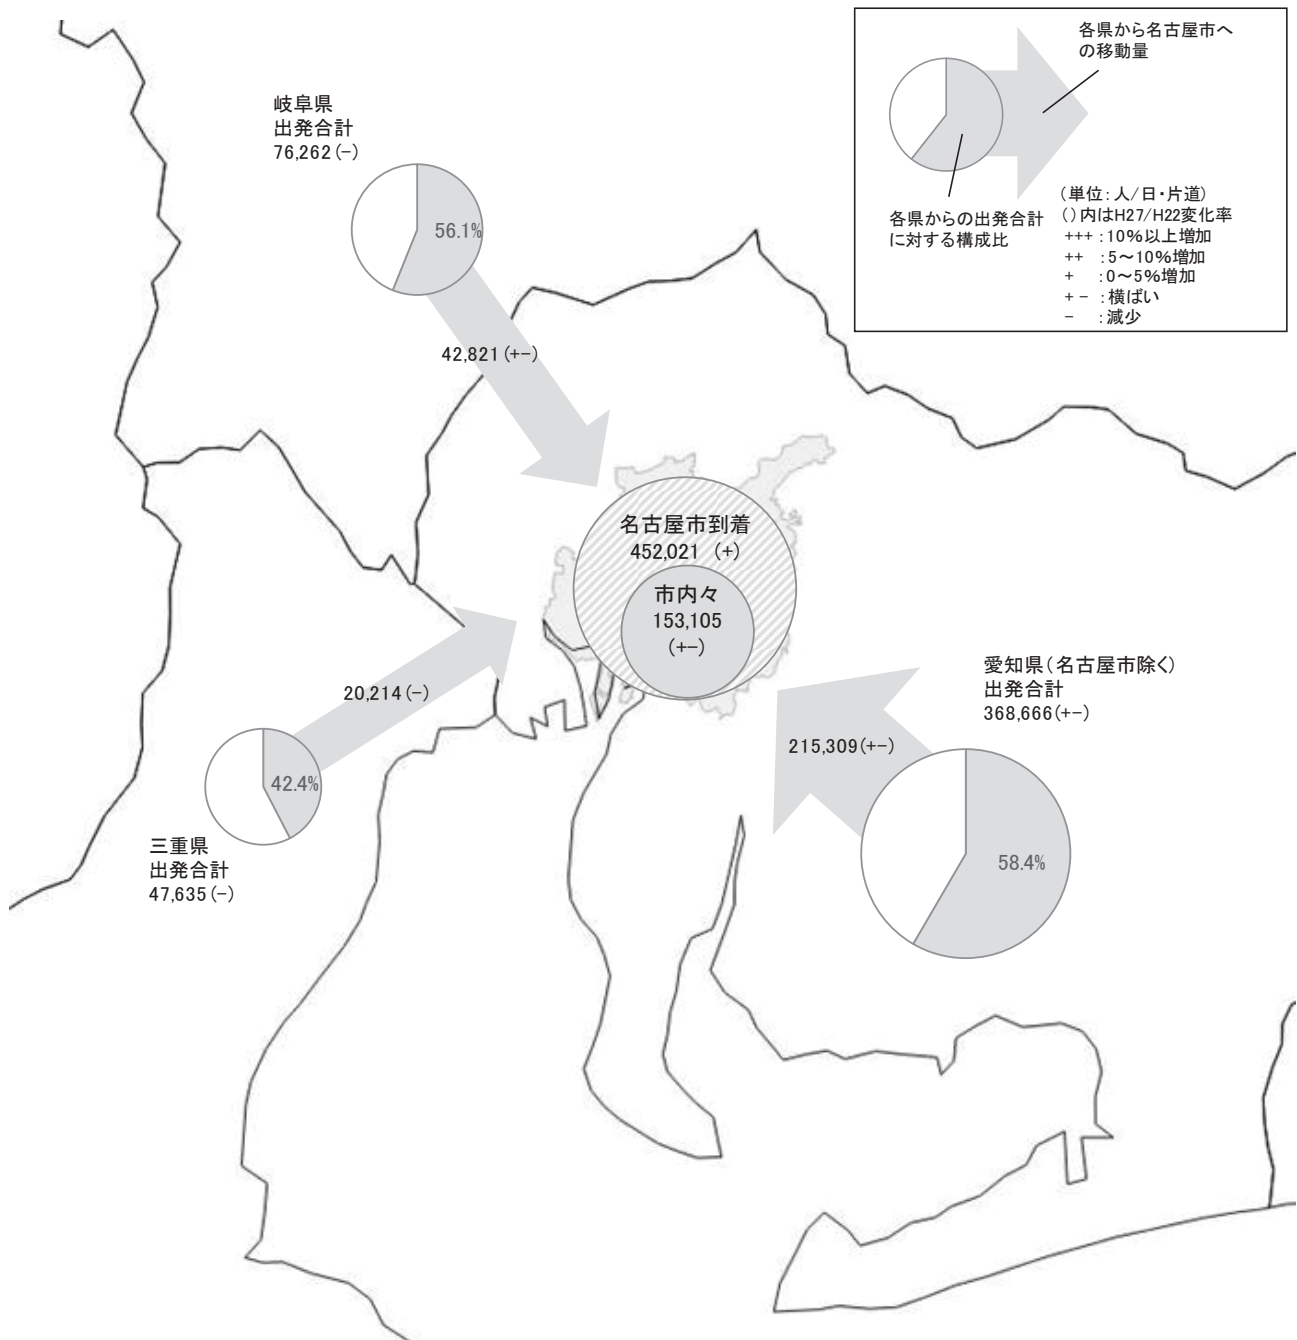 各県から名古屋市へ
の移動量
各県からの出発合計
に対する構成比
(単位:人/日・片道)
()内はH27/H22変化率
+++ :10%以上増加
++ :5～10%増加
+ :0～5%増加
+- :横ばい
- :減少
岐阜県
出発合計
76,262(-)
56.1%
42,821(+-)
名古屋市到着
452,021 (+)
市内々
153,105
(+-)
20,214(-)
42.4%
三重県
出発合計
47,635(-)
愛知県(名古屋市除く)
出発合計
368,666(+-)
215,309(+-)
58.4%